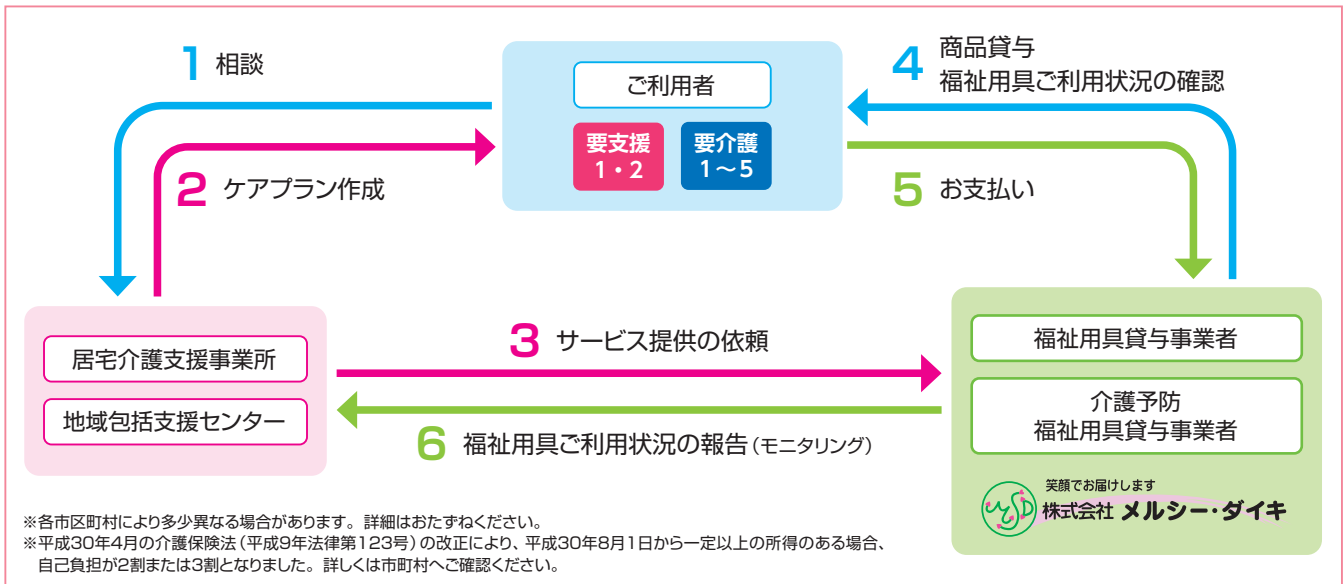 1 相談
2 ケアプラン作成
ご利用者
要支援
1・2
要介護
1～5
4 商品貸与
福祉用具ご利用状況の確認
5 お支払い
居宅介護支援事業所
地域包括支援センター
3 サービス提供の依頼
6 福祉用具ご利用状況の報告（モニタリング）
福祉用具貸与事業者
介護予防
福祉用具貸与事業者
笑顔でお届けします
MSD 株式会社 メルシー・ダイキ
※各市区町村により多少異なる場合があります。詳細はおたずねください。
※平成30年4月の介護保険法（平成9年法律第123号）の改正により、平成30年8月1日から一定以上の所得のある場合、
自己負担が2割または3割となりました。詳しくは市町村へご確認ください。